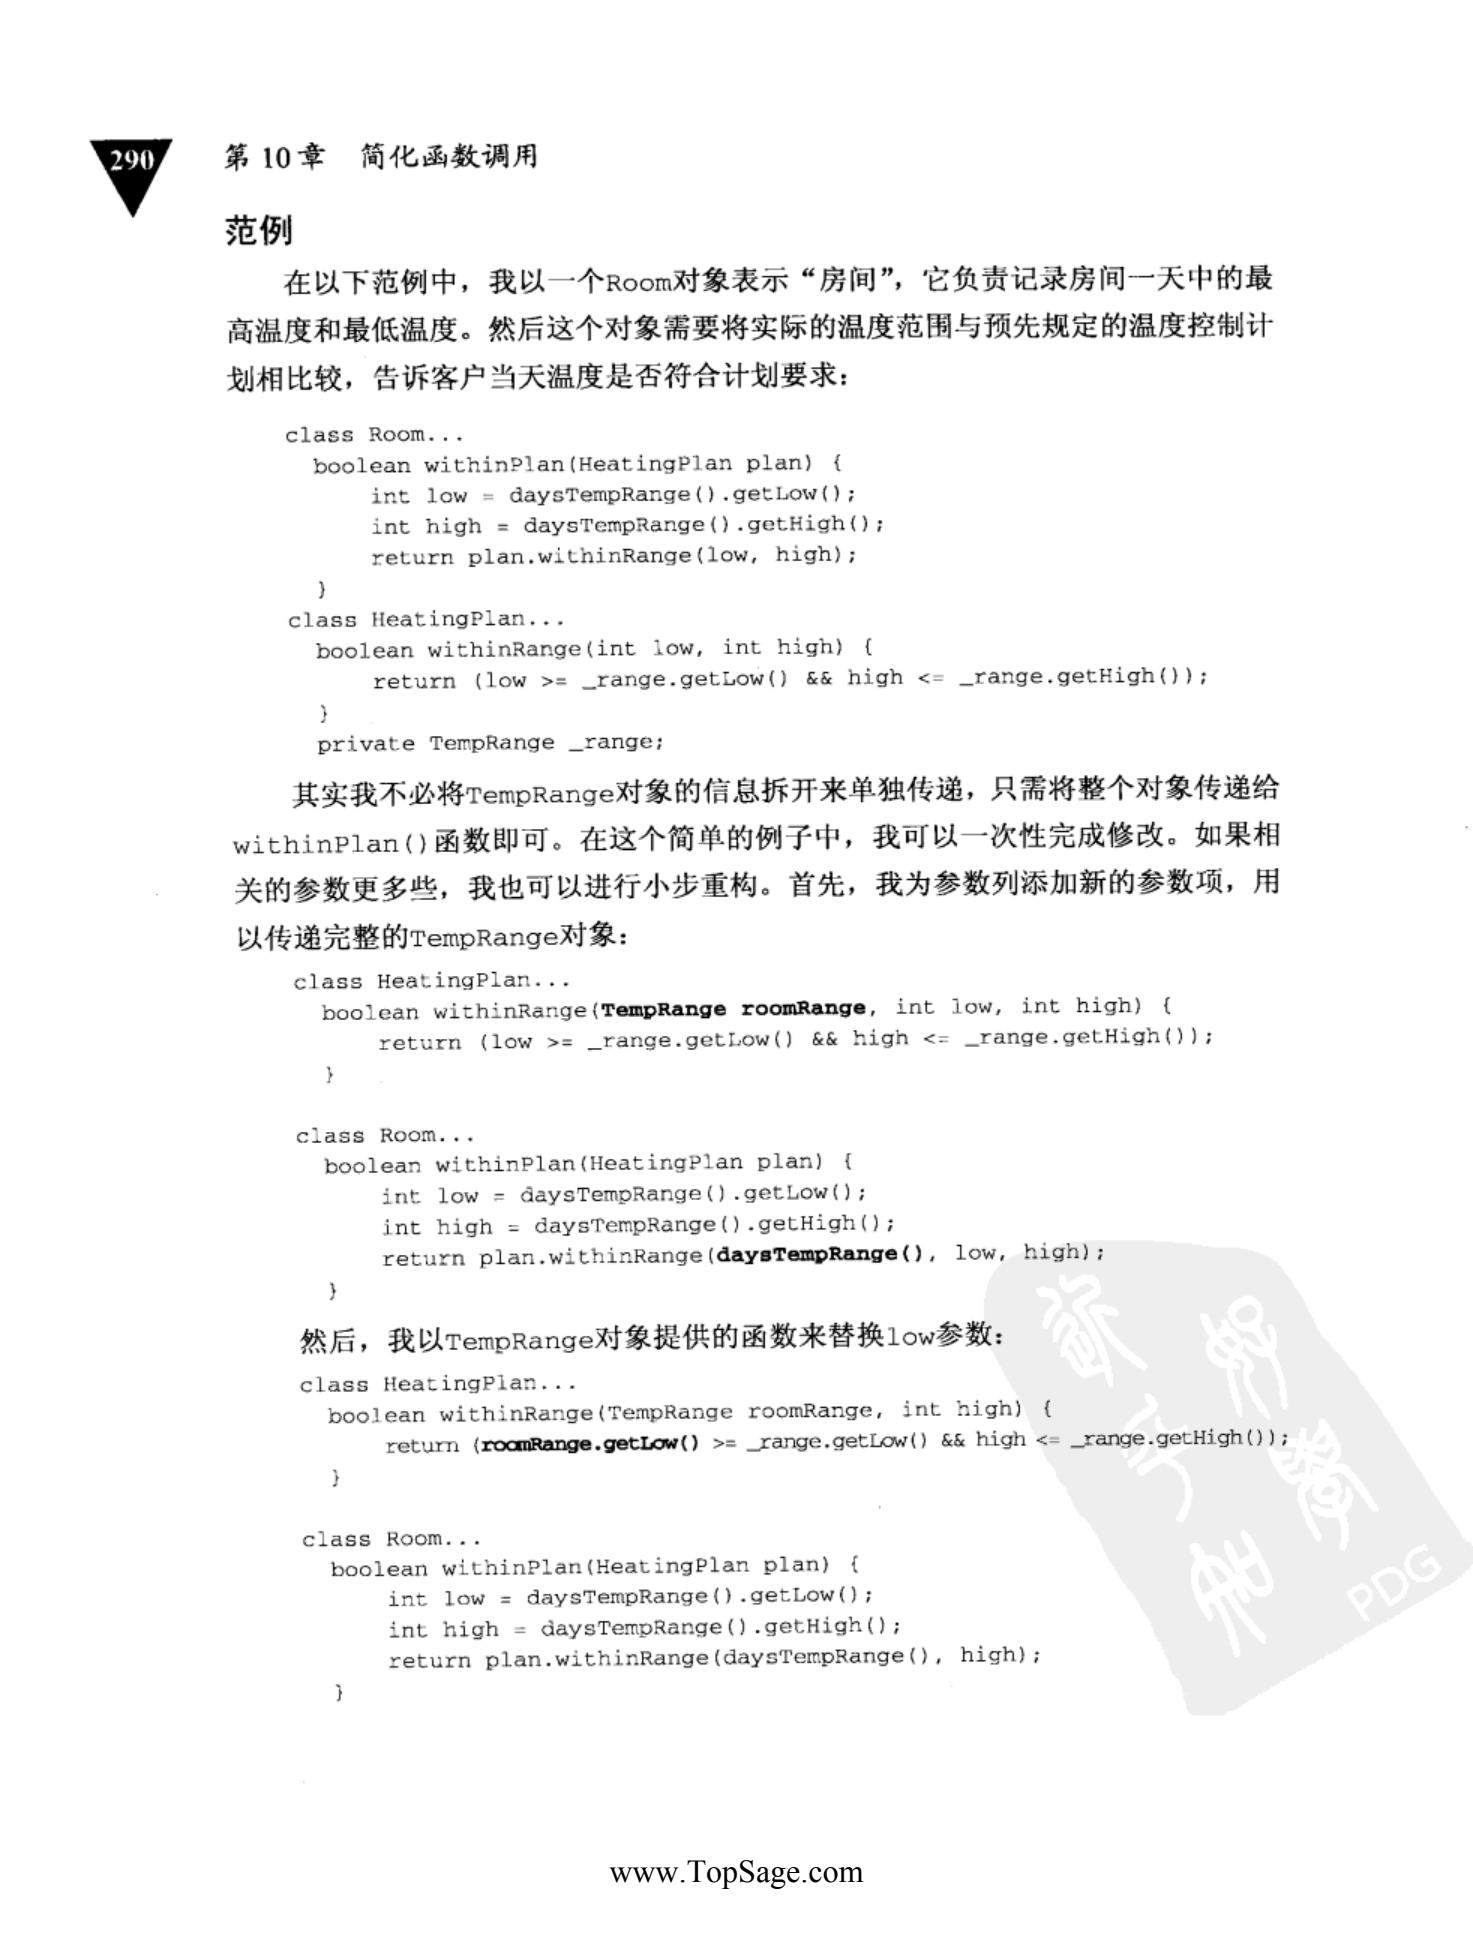 290
第 10 章 简化函数调用
范例
在以下范例中，我以一个Room对象表示“房间”，它负责记录房间一天中的最
高温度和最低温度。然后这个对象需要将实际的温度范围与预先规定的温度控制计
划相比较，告诉客户当天温度是否符合计划要求：
class Room...
boolean withinPlan(HeatingPlan plan) {
int low = daysTempRange().getLow();
int high = daysTempRange().getHigh();
return plan.withinRange(low, high);
}
class HeatingPlan...
boolean withinRange(int low, int high) {
return (low >= _range.getLow() && high <= _range.getHigh());
}
private TempRange _range;
其实我不必将TempRange对象的信息拆开来单独传递，只需将整个对象传递给
withinPlan()函数即可。在这个简单的例子中，我可以一次性完成修改。如果相
关的参数更多些，我也可以进行小步重构。首先，我为参数列添加新的参数项，用
以传递完整的TempRange对象：
class HeatingPlan...
boolean withinRange(TempRange roomRange, int low, int high) {
return (low >= _range.getLow() && high <= _range.getHigh());
}
class Room...
boolean withinPlan(HeatingPlan plan) {
int low = daysTempRange().getLow();
int high = daysTempRange().getHigh();
return plan.withinRange(daysTempRange(), low, high);
}
然后，我以TempRange对象提供的函数来替换low参数：
class HeatingPlan...
boolean withinRange(TempRange roomRange, int high) {
return (roomRange.getLow() >= _range.getLow() && high <= _range.getHigh());
}
class Room...
boolean withinPlan(HeatingPlan plan) {
int low = daysTempRange().getLow();
int high = daysTempRange().getHigh();
return plan.withinRange(daysTempRange(), high);
}
PDG
www.TopSage.com